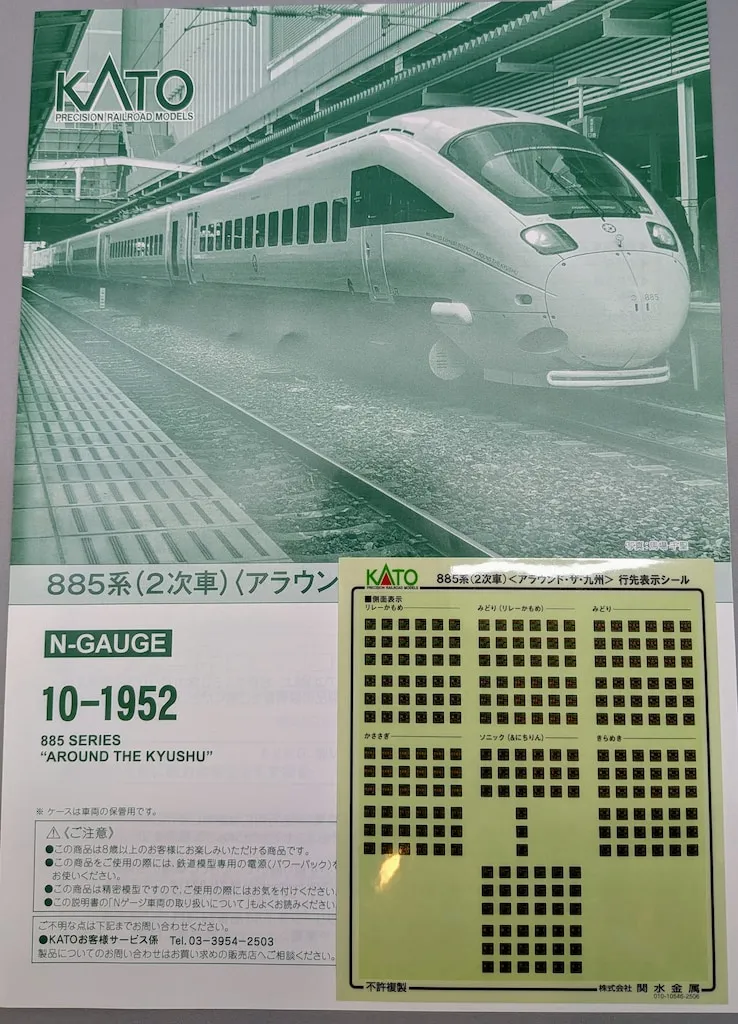 KATO
PRECISION RAILROAD MODELS
885
885系(2次車)〈アラウン
N-GAUGE
10-1952
885 SERIES
“AROUND THE KYUSHU”
※ ケースは車両の保管用です。
⚠《ご注意》
●この商品は8歳以上のお客様にお楽しみいただける商品です。
●この商品をご使用の際には、鉄道模型専用の電源(パワーパック)を
お使いください。
●この商品は精密模型ですので、ご使用の際にはお気を付けください
●この説明書の「Nゲージ車両の取り扱いについて」もよくお読みください
ご不明な点は下記までお問い合わせください。
●KATOお客様サービス係 Tel.03-3954-2503
製品についてのお問い合わせはお買い求めの販売店へご相談ください。
KATO
PRECISION RAILROAD MODELS
885系(2次車)<アラウンド・ザ・九州> 行先表示シール
■側面表示
リレーかもめ
みどり(リレーかもめ)
みどり
かささぎ
ソニック(&にちりん)
きらめき
不許複製
株式会社 関水金属
010-10846-2506